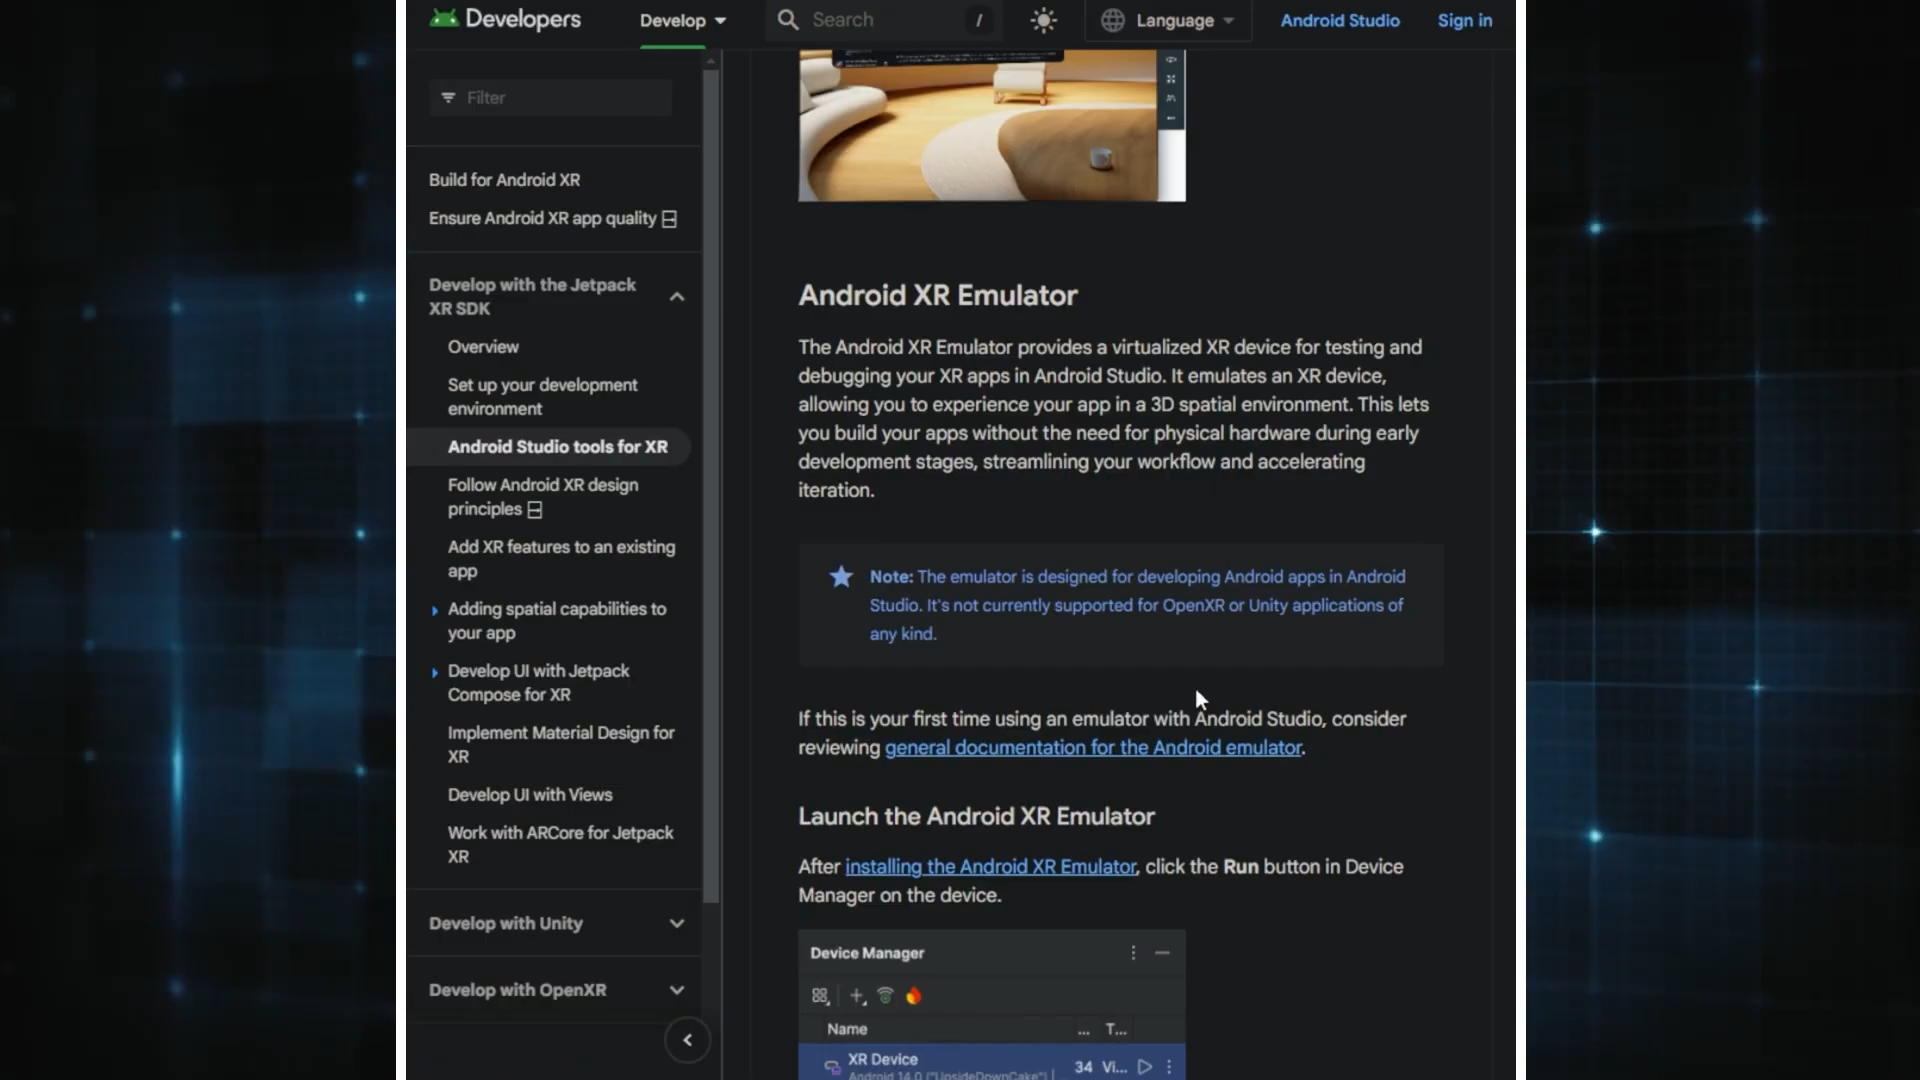 Developers
Develop
Search
/
Language
Android Studio
Sign in
Filter
Build for Android XR
Ensure Android XR app quality
Develop with the Jetpack
XR SDK
Overview
Set up your development
environment
Android Studio tools for XR
Follow Android XR design
principles
Add XR features to an existing
app
Adding spatial capabilities to
your app
Develop UI with Jetpack
Compose for XR
Implement Material Design for
XR
Develop UI with Views
Work with ARCore for Jetpack
XR
Develop with Unity
Develop with OpenXR
Android XR Emulator
The Android XR Emulator provides a virtualized XR device for testing and
debugging your XR apps in Android Studio. It emulates an XR device,
allowing you to experience your app in a 3D spatial environment. This lets
you build your apps without the need for physical hardware during early
development stages, streamlining your workflow and accelerating
iteration.
Note: The emulator is designed for developing Android apps in Android
Studio. It's not currently supported for OpenXR or Unity applications of
any kind.
If this is your first time using an emulator with Android Studio, consider
reviewing general documentation for the Android emulator.
Launch the Android XR Emulator
After installing the Android XR Emulator, click the Run button in Device
Manager on the device.
Device Manager
Name ... T...
XR Device 34 Vi...
Android 14.0 ("UpsideDownCake") |